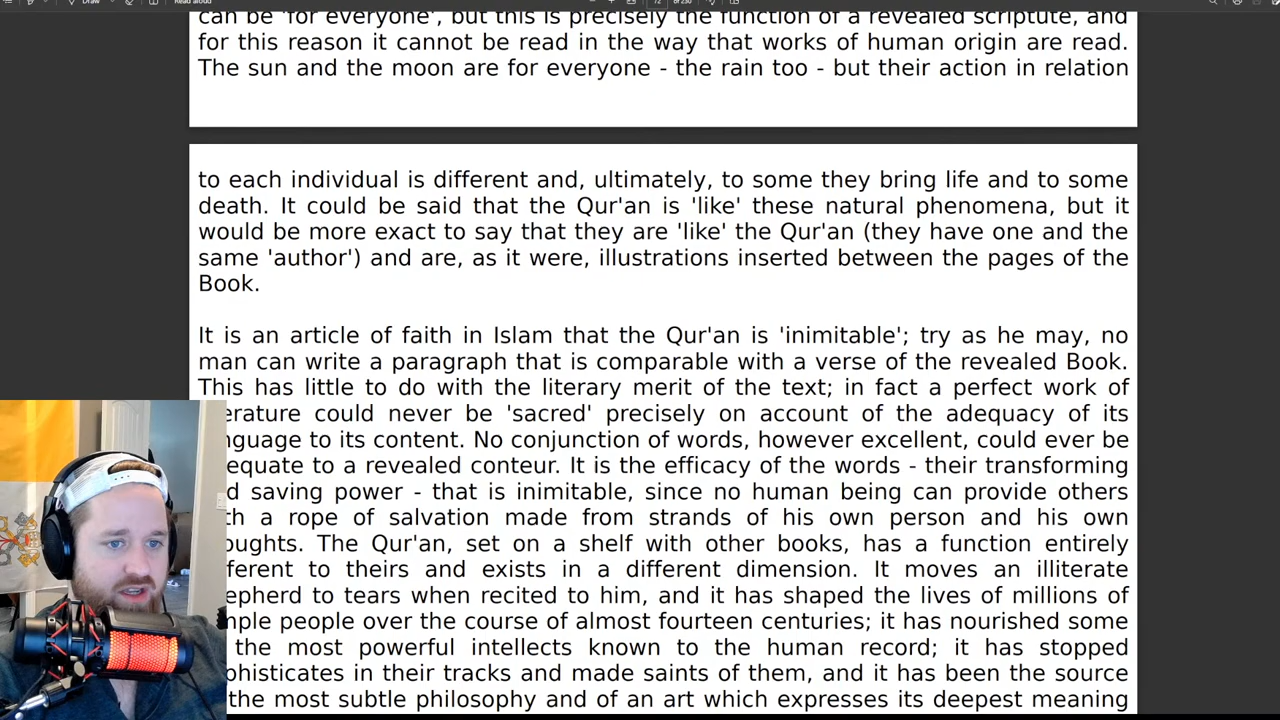 Draw
Read aloud
of 230
can be 'for everyone', but this is precisely the function of a revealed scriptute, and
for this reason it cannot be read in the way that works of human origin are read.
The sun and the moon are for everyone - the rain too - but their action in relation
to each individual is different and, ultimately, to some they bring life and to some
death. It could be said that the Qur'an is 'like' these natural phenomena, but it
would be more exact to say that they are 'like' the Qur'an (they have one and the
same 'author') and are, as it were, illustrations inserted between the pages of the
Book.
It is an article of faith in Islam that the Qur'an is 'inimitable'; try as he may, no
man can write a paragraph that is comparable with a verse of the revealed Book.
This has little to do with the literary merit of the text; in fact a perfect work of
erature could never be 'sacred' precisely on account of the adequacy of its
nguage to its content. No conjunction of words, however excellent, could ever be
equate to a revealed conteur. It is the efficacy of the words - their transforming
d saving power - that is inimitable, since no human being can provide others
th a rope of salvation made from strands of his own person and his own
oughts. The Qur'an, set on a shelf with other books, has a function entirely
fferent to theirs and exists in a different dimension. It moves an illiterate
epherd to tears when recited to him, and it has shaped the lives of millions of
mple people over the course of almost fourteen centuries; it has nourished some
the most powerful intellects known to the human record; it has stopped
phisticates in their tracks and made saints of them, and it has been the source
the most subtle philosophy and of an art which expresses its deepest meaning